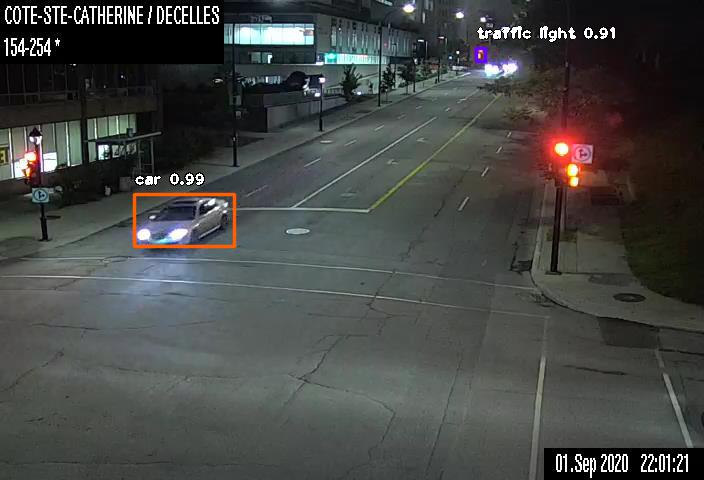 COTE-STE-CATHERINE / DECELLES
154-254 *
traffic light 0.91
car 0.99
01.Sep 2020 22:01:21